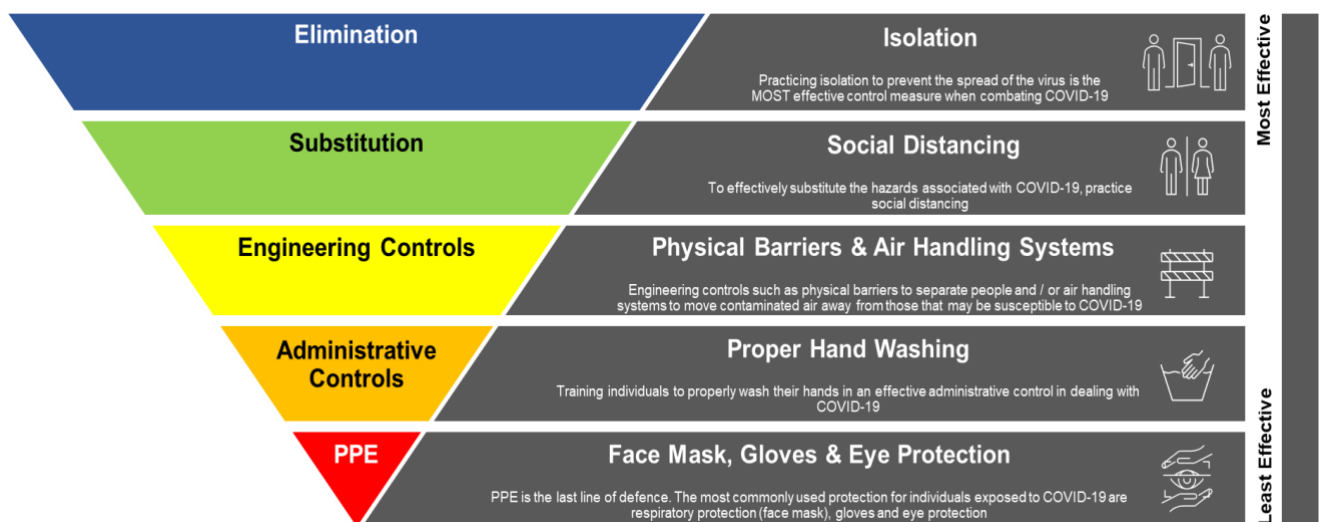 Elimination
Isolation
Practicing isolation to prevent the spread of the virus is the
MOST effective control measure when combating COVID-19
Most Effective
Substitution
Social Distancing
To effectively substitute the hazards associated with COVID-19, practice
social distancing
Engineering Controls
Physical Barriers & Air Handling Systems
Engineering controls such as physical barriers to separate people and / or air handling
systems to move contaminated air away from those that may be susceptible to COVID-19
Administrative
Controls
Proper Hand Washing
Training individuals to properly wash their hands in an effective administrative control in dealing with
COVID-19
PPE
Face Mask, Gloves & Eye Protection
PPE is the last line of defence. The most commonly used protection for individuals exposed to COVID-19 are
respiratory protection (face mask), gloves and eye protection
Least Effective